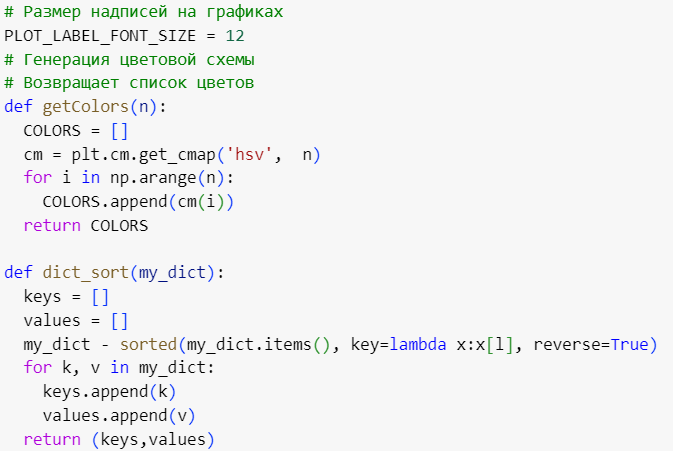 # Размер надписей на графиках
PLOT_LABEL_FONT_SIZE = 12
# Генерация цветовой схемы
# Возвращает список цветов
def getColors(n):
  COLORS = []
  cm = plt.cm.get_cmap('hsv',  n)
  for i in np.arange(n):
    COLORS.append(cm(i))
  return COLORS

def dict_sort(my_dict):
  keys = []
  values = []
  my_dict - sorted(my_dict.items(), key=lambda x:x[l], reverse=True)
  for k, v in my_dict:
    keys.append(k)
    values.append(v)
  return (keys,values)